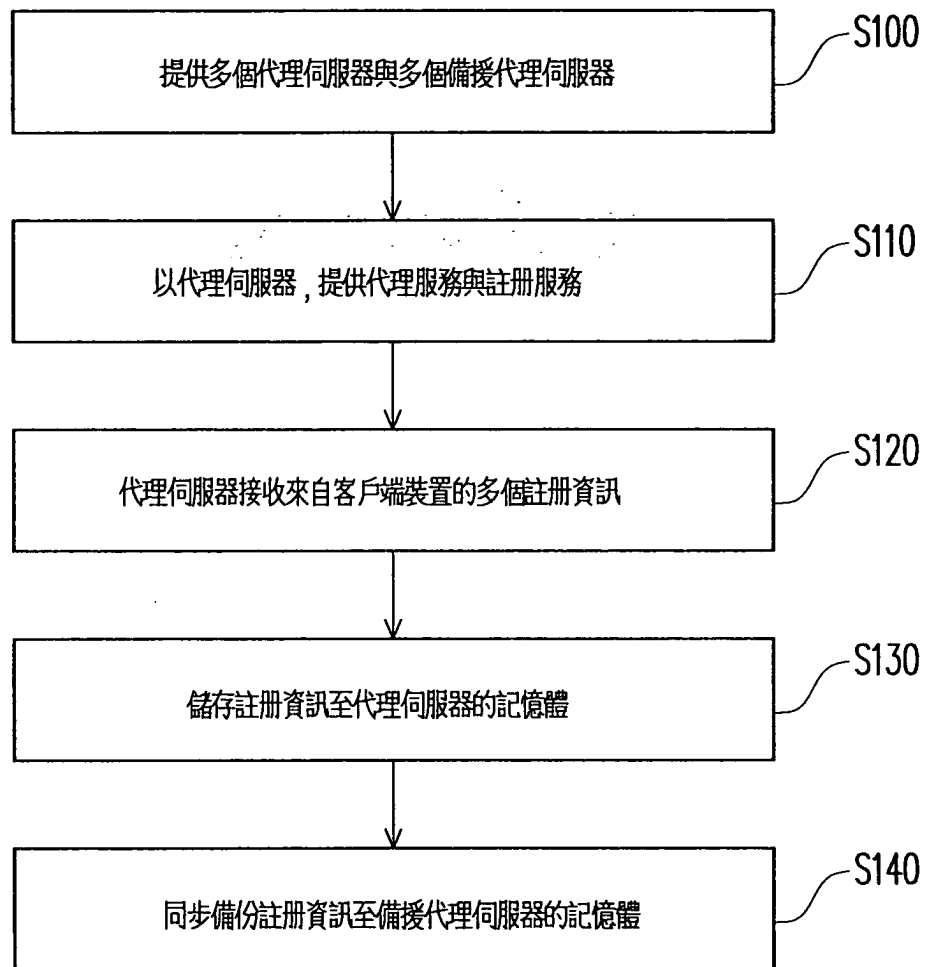 S100
提供多個代理伺服器與多個備援代理伺服器
S110
以代理伺服器，提供代理服務與註册服務
S120
代理伺服器接收來自客戶端裝置的多個註册資訊
S130
儲存註册資訊至代理伺服器的記憶體
S140
同步備份註册資訊至備援代理伺服器的記憶體